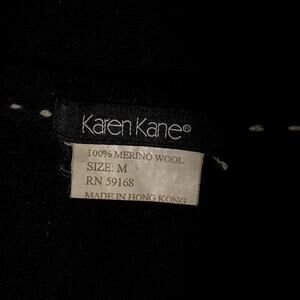 Karen Kane®
100% MERINO WOOL
SIZE: M
RN 59168
MADE IN HONG KONG